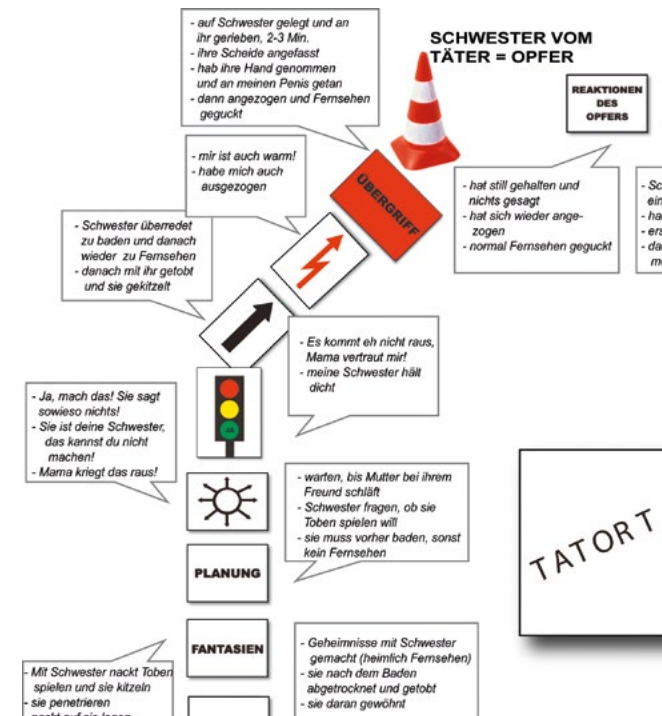 - auf Schwester gelegt und an
ihr gerieben, 2-3 Min.
- ihre Scheide angefasst
- hab ihre Hand genommen
und an meinen Penis getan
- dann angezogen und Fernsehen
geguckt
SCHWESTER VOM
TÄTER = OPFER
REAKTIONEN
DES
OPFERS
- mir ist auch warm!
- habe mich auch
ausgezogen
ÜBERGRIFF
- hat still gehalten und
nichts gesagt
- hat sich wieder ange-
zogen
- normal Fernsehen geguckt
- Schwester überredet
zu baden und danach
wieder zu Fernsehen
- danach mit ihr getobt
und sie gekitzelt
- Es kommt eh nicht raus,
Mama vertraut mir!
- meine Schwester hält
dicht
JA
- Ja, mach das! Sie sagt
sowieso nichts!
- Sie ist deine Schwester,
das kannst du nicht
machen!
- Mama kriegt das raus!
- warten, bis Mutter bei ihrem
Freund schläft
- Schwester fragen, ob sie
Toben spielen will
- sie muss vorher baden, sonst
kein Fernsehen
TATORT
PLANUNG
FANTASIEN
- Geheimnisse mit Schwester
gemacht (heimlich Fernsehen)
- sie nach dem Baden
abgetrocknet und getobt
- sie daran gewöhnt
- Mit Schwester nackt Toben
spielen und sie kitzeln
- sie penetrieren